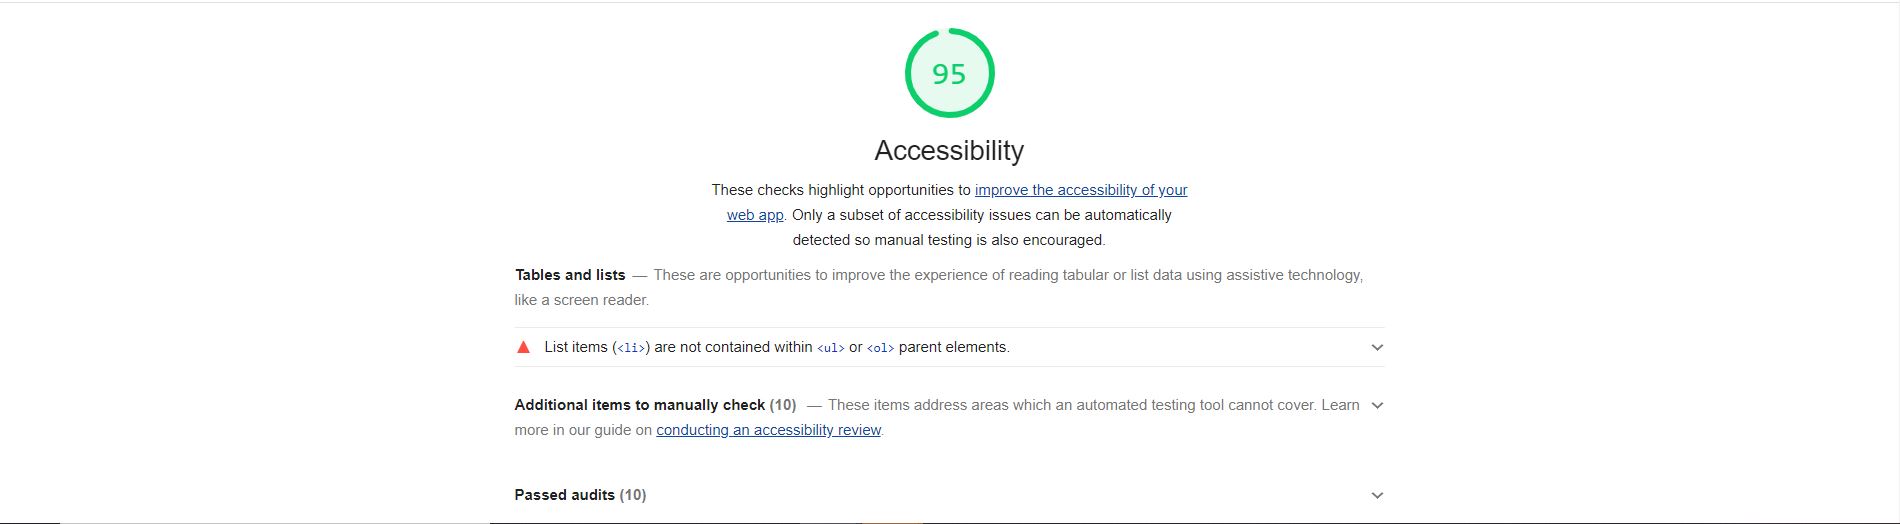 95
Accessibility
These checks highlight opportunities to improve the accessibility of your
web app. Only a subset of accessibility issues can be automatically
detected so manual testing is also encouraged.
Tables and lists — These are opportunities to improve the experience of reading tabular or list data using assistive technology,
like a screen reader.
List items (<li>) are not contained within <ul> or <ol> parent elements.
Additional items to manually check (10) — These items address areas which an automated testing tool cannot cover. Learn
more in our guide on conducting an accessibility review.
Passed audits (10)